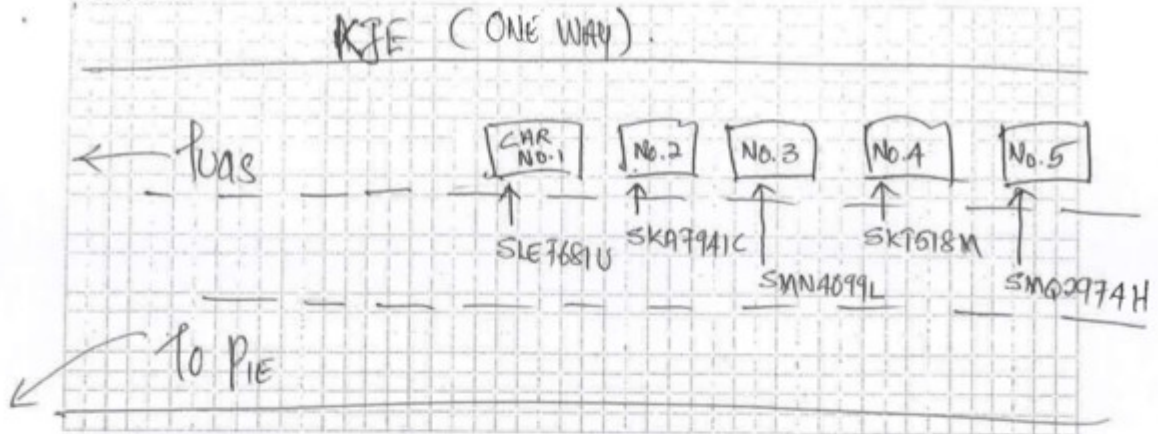 KJE (ONE WAY).
Tuas
CAR NO.1
No.2
No.3
No.4
No.5
SLE7681U
SKA7941C
SMN4099L
SKT518M
SMQ2974H
To PIE